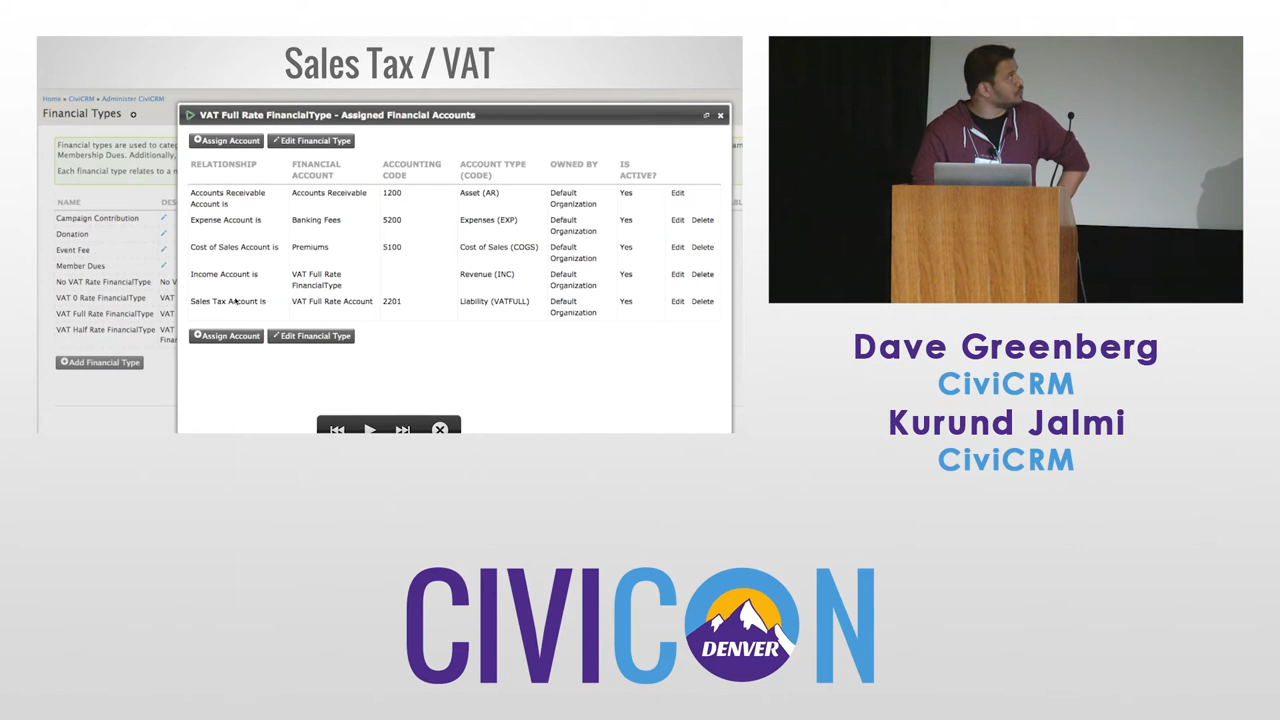 Sales Tax / VAT
Home » CiviCRM » Administer CiviCRM
Financial Types
Financial types are used to
Membership Dues. Additionally,
Each financial type relates to a
NAME
Campaign Contribution
Donation
Event Fee
Member Dues
No VAT Rate FinancialType
VAT 0 Rate FinancialType
VAT Full Rate FinancialType
VAT Half Rate FinancialType
Add Financial Type
VAT Full Rate FinancialType - Assigned Financial Accounts
Assign Account Edit Financial Type
RELATIONSHIP FINANCIAL ACCOUNT ACCOUNTING CODE ACCOUNT TYPE (CODE) OWNED BY IS ACTIVE?
Accounts Receivable Account is Accounts Receivable 1200 Asset (AR) Default Organization Yes Edit
Expense Account is Banking Fees 5200 Expenses (EXP) Default Organization Yes Edit Delete
Cost of Sales Account is Premiums 5100 Cost of Sales (COGS) Default Organization Yes Edit Delete
Income Account is VAT Full Rate FinancialType Revenue (INC) Default Organization Yes Edit Delete
Sales Tax Account is VAT Full Rate Account 2201 Liability (VATFULL) Default Organization Yes Edit Delete
Assign Account Edit Financial Type
Dave Greenberg
CiviCRM
Kurund Jalmi
CiviCRM
CIVICON
DENVER